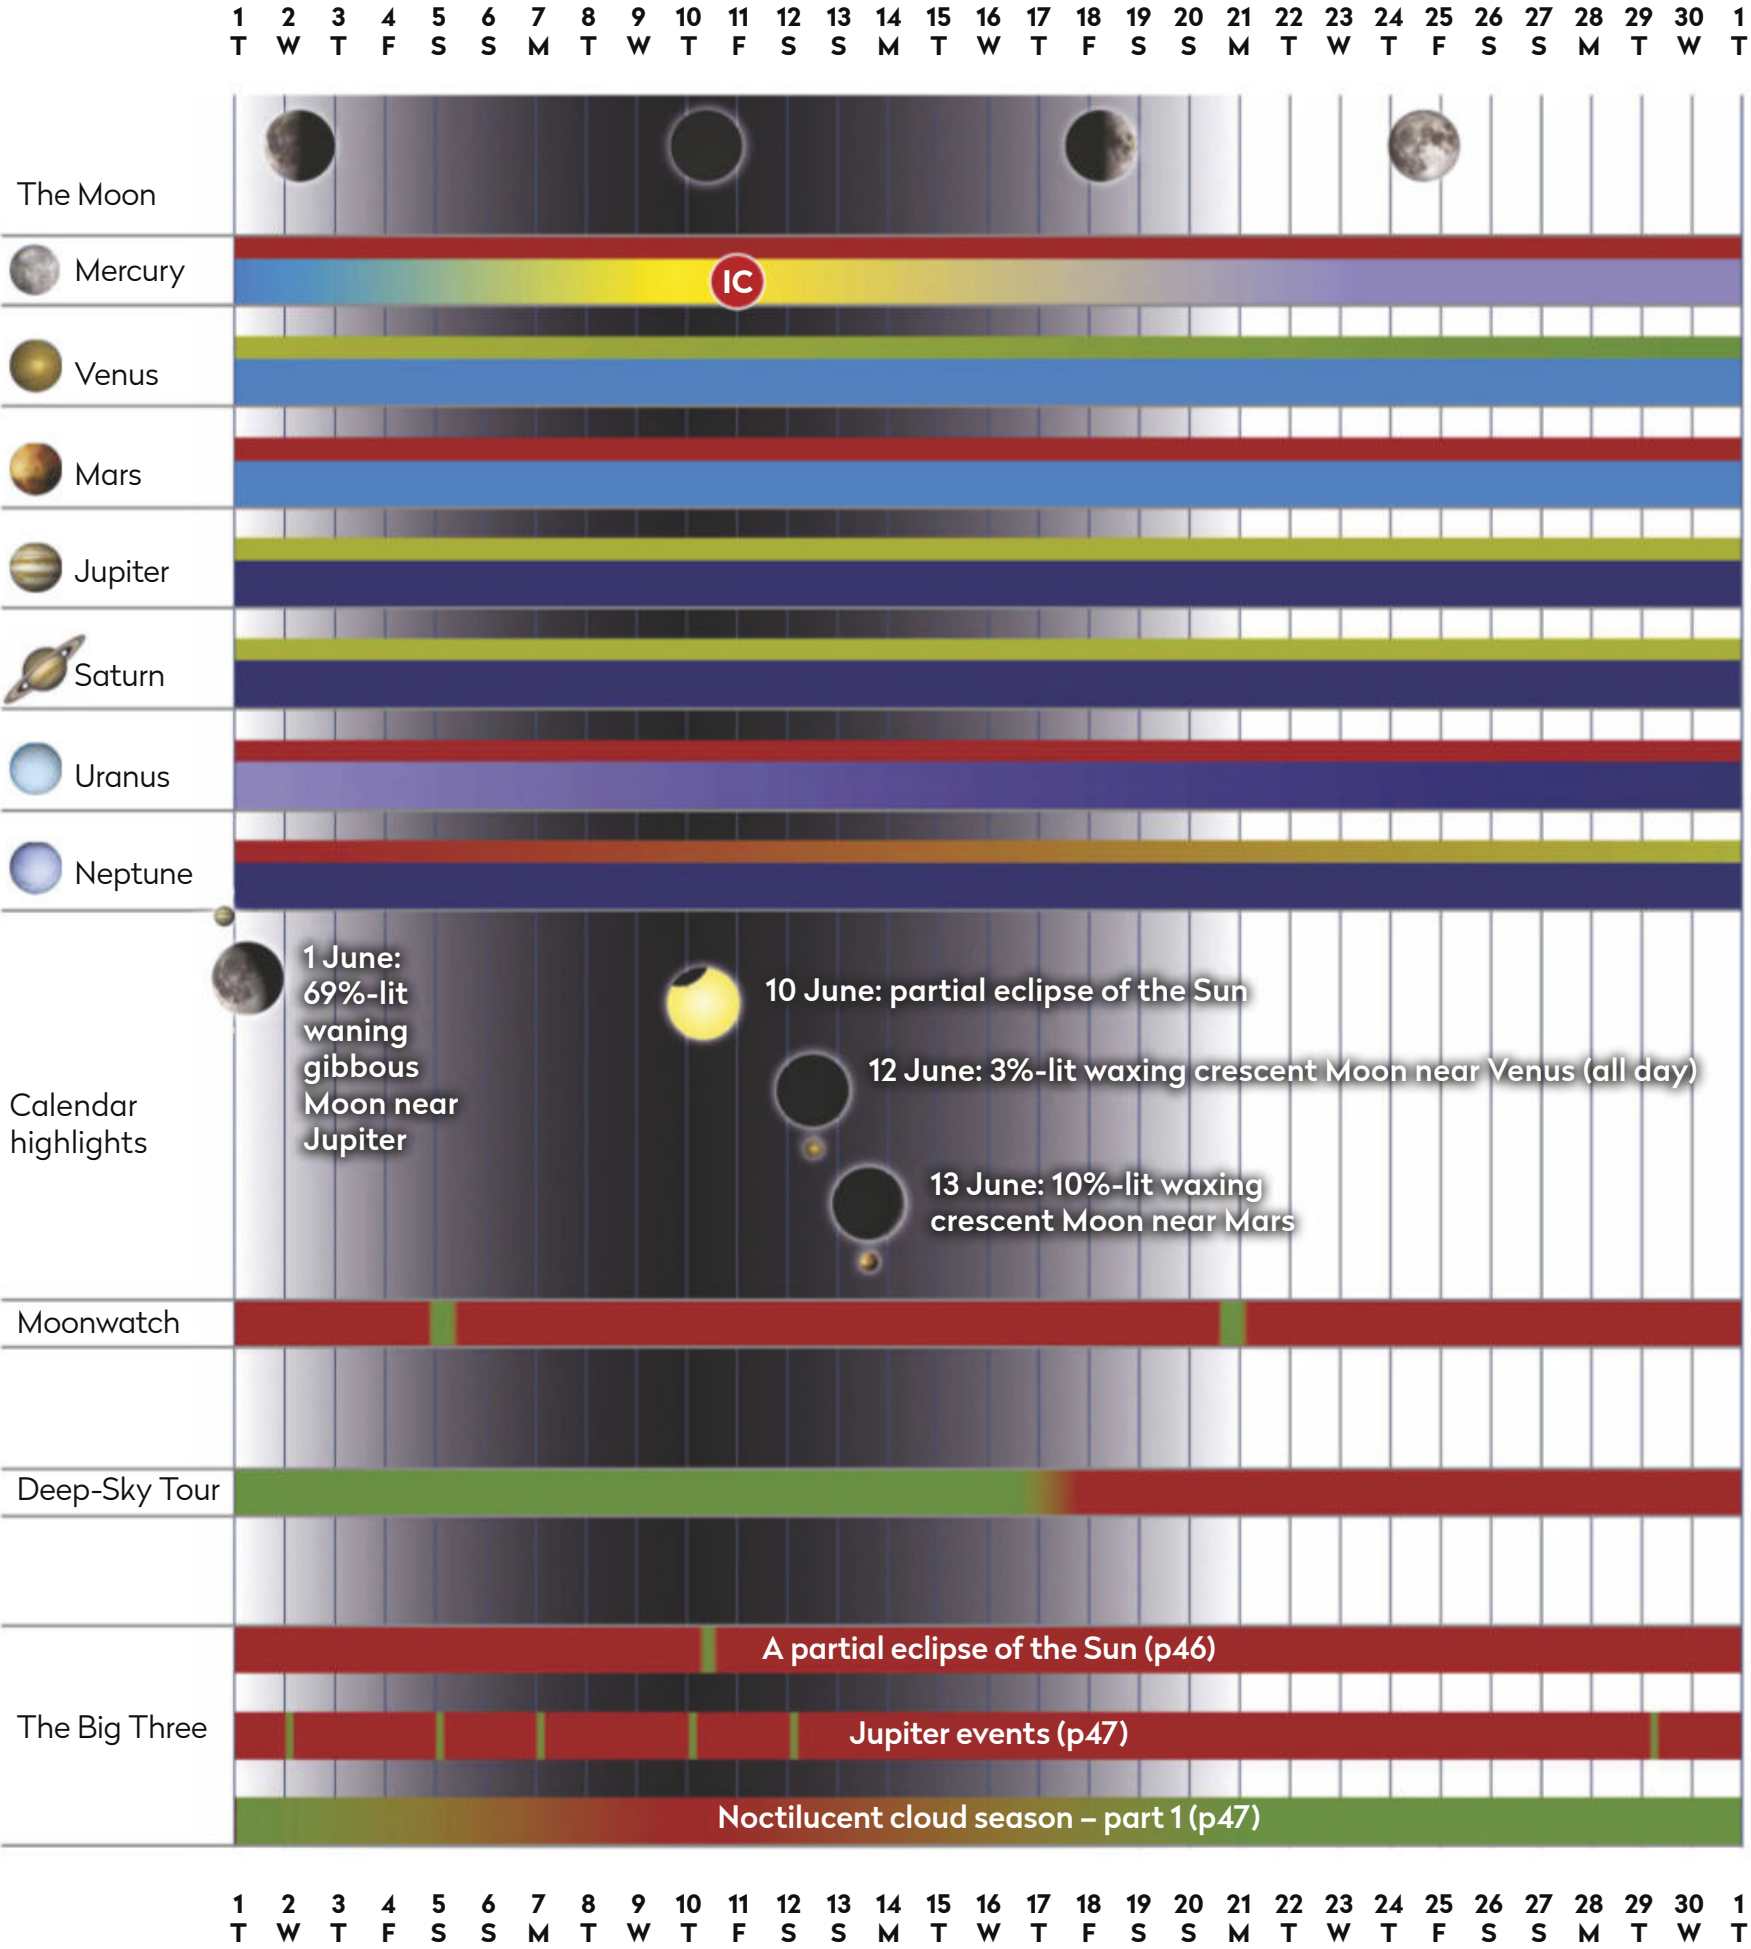 1 2 3 4 5 6 7 8 9 10 11 12 13 14 15 16 17 18 19 20 21 22 23 24 25 26 27 28 29 30 1
T W T F S S M T W T F S S M T W T F S S M T W T F S S M T W T
The Moon
Mercury
IC
Venus
Mars
Jupiter
Saturn
Uranus
Neptune
Calendar
highlights
1 June:
69%-lit
waning
gibbous
Moon near
Jupiter
10 June: partial eclipse of the Sun
12 June: 3%-lit waxing crescent Moon near Venus (all day)
13 June: 10%-lit waxing
crescent Moon near Mars
Moonwatch
Deep-Sky Tour
The Big Three
A partial eclipse of the Sun (p46)
Jupiter events (p47)
Noctilucent cloud season – part 1 (p47)
1 2 3 4 5 6 7 8 9 10 11 12 13 14 15 16 17 18 19 20 21 22 23 24 25 26 27 28 29 30 1
T W T F S S M T W T F S S M T W T F S S M T W T F S S M T W T